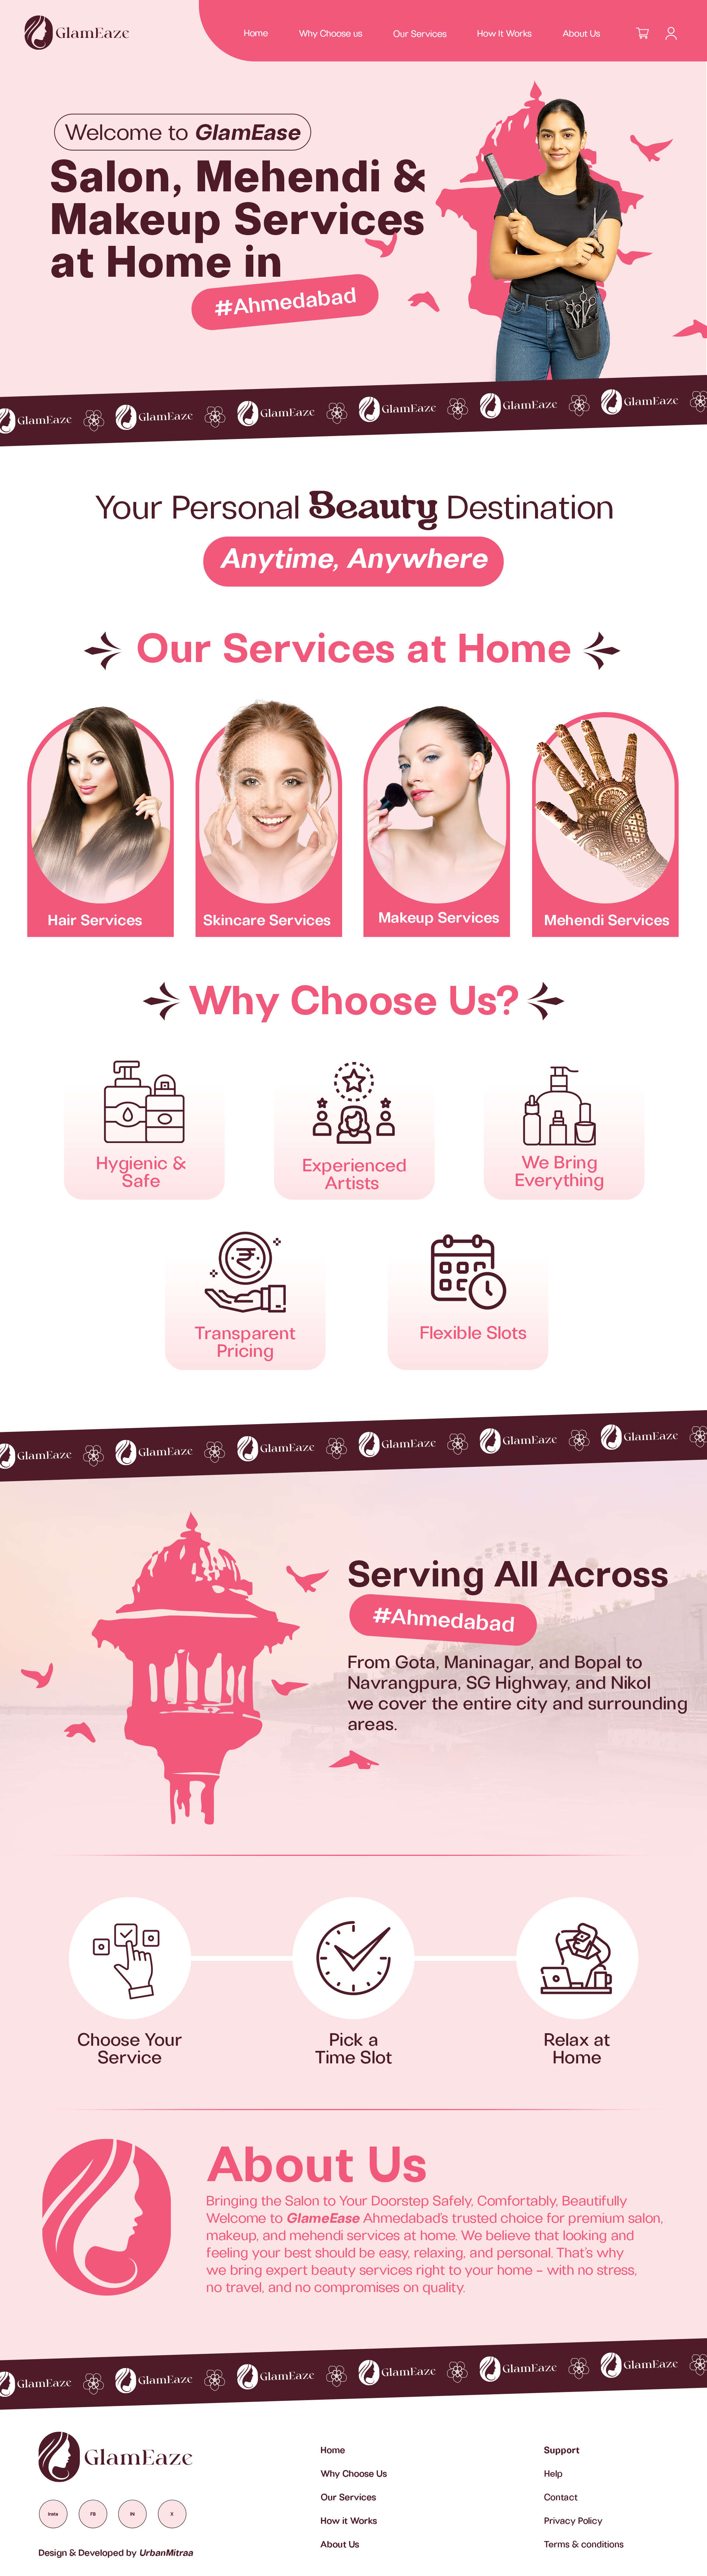 GlamEaze
Home Why Choose us Our Services How It Works About Us
Welcome to GlamEase
Salon, Mehendi &
Makeup Services
at Home in
#Ahmedabad
GlamEaze GlamEaze GlamEaze GlamEaze GlamEaze GlamEaze
Your Personal Beauty Destination
Anytime, Anywhere
Our Services at Home
Hair Services
Skincare Services
Makeup Services
Mehendi Services
Why Choose Us?
Hygienic &
Safe
Experienced
Artists
We Bring
Everything
₹
Transparent
Pricing
Flexible Slots
GlamEaze GlamEaze GlamEaze GlamEaze GlamEaze GlamEaze
Serving All Across
#Ahmedabad
From Gota, Maninagar, and Bopal to
Navrangpura, SG Highway, and Nikol
we cover the entire city and surrounding
areas.
Choose Your
Service
Pick a
Time Slot
Relax at
Home
About Us
Bringing the Salon to Your Doorstep Safely, Comfortably, Beautifully
Welcome to GlameEase Ahmedabad's trusted choice for premium salon,
makeup, and mehendi services at home. We believe that looking and
feeling your best should be easy, relaxing, and personal. That's why
we bring expert beauty services right to your home – with no stress,
no travel, and no compromises on quality.
GlamEaze GlamEaze GlamEaze GlamEaze GlamEaze GlamEaze
GlamEaze
Insta FB IN X
Design & Developed by UrbanMitraa
Home
Why Choose Us
Our Services
How it Works
About Us
Support
Help
Contact
Privacy Policy
Terms & conditions